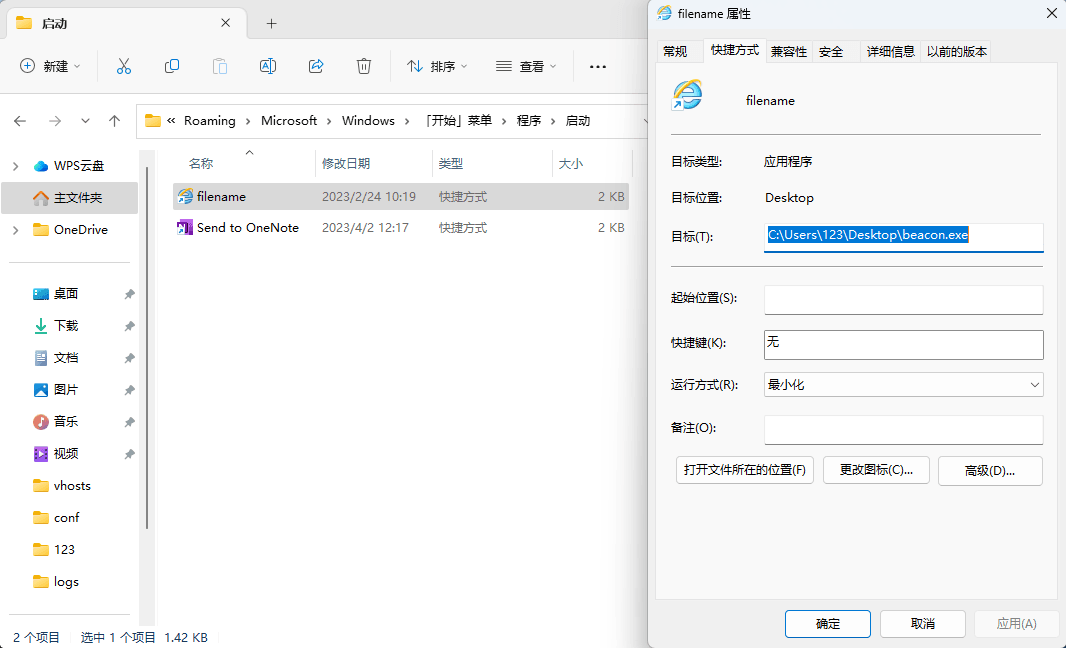 启动
新建
排序
查看
« Roaming > Microsoft > Windows > 「开始」菜单 > 程序 > 启动
名称 修改日期 类型 大小
filename 2023/2/24 10:19 快捷方式 2 KB
Send to OneNote 2023/4/2 12:17 快捷方式 2 KB
WPS云盘
主文件夹
OneDrive
桌面
下载
文档
图片
音乐
视频
vhosts
conf
123
logs
2 个项目 选中 1 个项目 1.42 KB
filename 属性
常规 快捷方式 兼容性 安全 详细信息 以前的版本
filename
目标类型: 应用程序
目标位置: Desktop
目标(T): C:\Users\123\Desktop\beacon.exe
起始位置(S):
快捷键(K): 无
运行方式(R): 最小化
备注(O):
打开文件所在的位置(F) 更改图标(C)... 高级(D)...
确定 取消 应用(A)